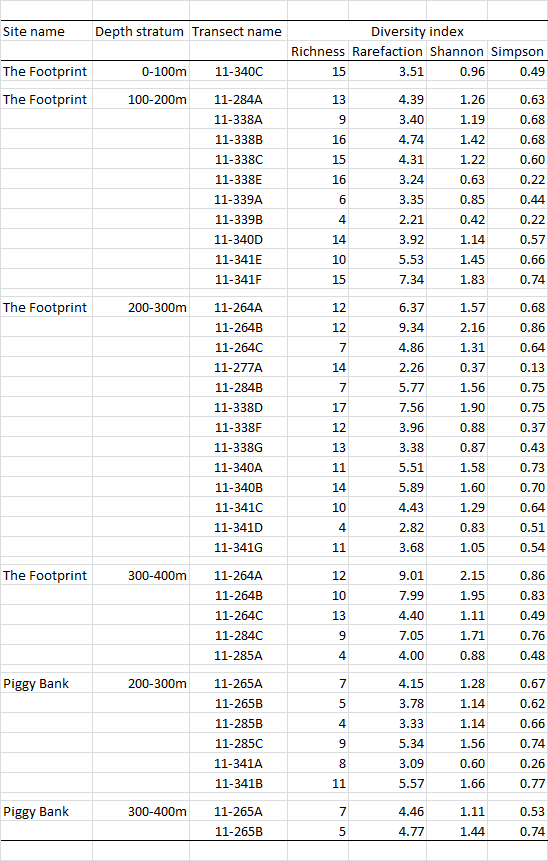 Site name Depth stratum Transect name Diversity index
Richness Rarefaction Shannon Simpson
The Footprint 0-100m 11-340C 15 3.51 0.96 0.49
The Footprint 100-200m 11-284A 13 4.39 1.26 0.63
11-338A 9 3.40 1.19 0.68
11-338B 16 4.74 1.42 0.68
11-338C 15 4.31 1.22 0.60
11-338E 16 3.24 0.63 0.22
11-339A 6 3.35 0.85 0.44
11-339B 4 2.21 0.42 0.22
11-340D 14 3.92 1.14 0.57
11-341E 10 5.53 1.45 0.66
11-341F 15 7.34 1.83 0.74
The Footprint 200-300m 11-264A 12 6.37 1.57 0.68
11-264B 12 9.34 2.16 0.86
11-264C 7 4.86 1.31 0.64
11-277A 14 2.26 0.37 0.13
11-284B 7 5.77 1.56 0.75
11-338D 17 7.56 1.90 0.75
11-338F 12 3.96 0.88 0.37
11-338G 13 3.38 0.87 0.43
11-340A 11 5.51 1.58 0.73
11-340B 14 5.89 1.60 0.70
11-341C 10 4.43 1.29 0.64
11-341D 4 2.82 0.83 0.51
11-341G 11 3.68 1.05 0.54
The Footprint 300-400m 11-264A 12 9.01 2.15 0.86
11-264B 10 7.99 1.95 0.83
11-264C 13 4.40 1.11 0.49
11-284C 9 7.05 1.71 0.76
11-285A 4 4.00 0.88 0.48
Piggy Bank 200-300m 11-265A 7 4.15 1.28 0.67
11-265B 5 3.78 1.14 0.62
11-285B 4 3.33 1.14 0.66
11-285C 9 5.34 1.56 0.74
11-341A 8 3.09 0.60 0.26
11-341B 11 5.57 1.66 0.77
Piggy Bank 300-400m 11-265A 7 4.46 1.11 0.53
11-265B 5 4.77 1.44 0.74